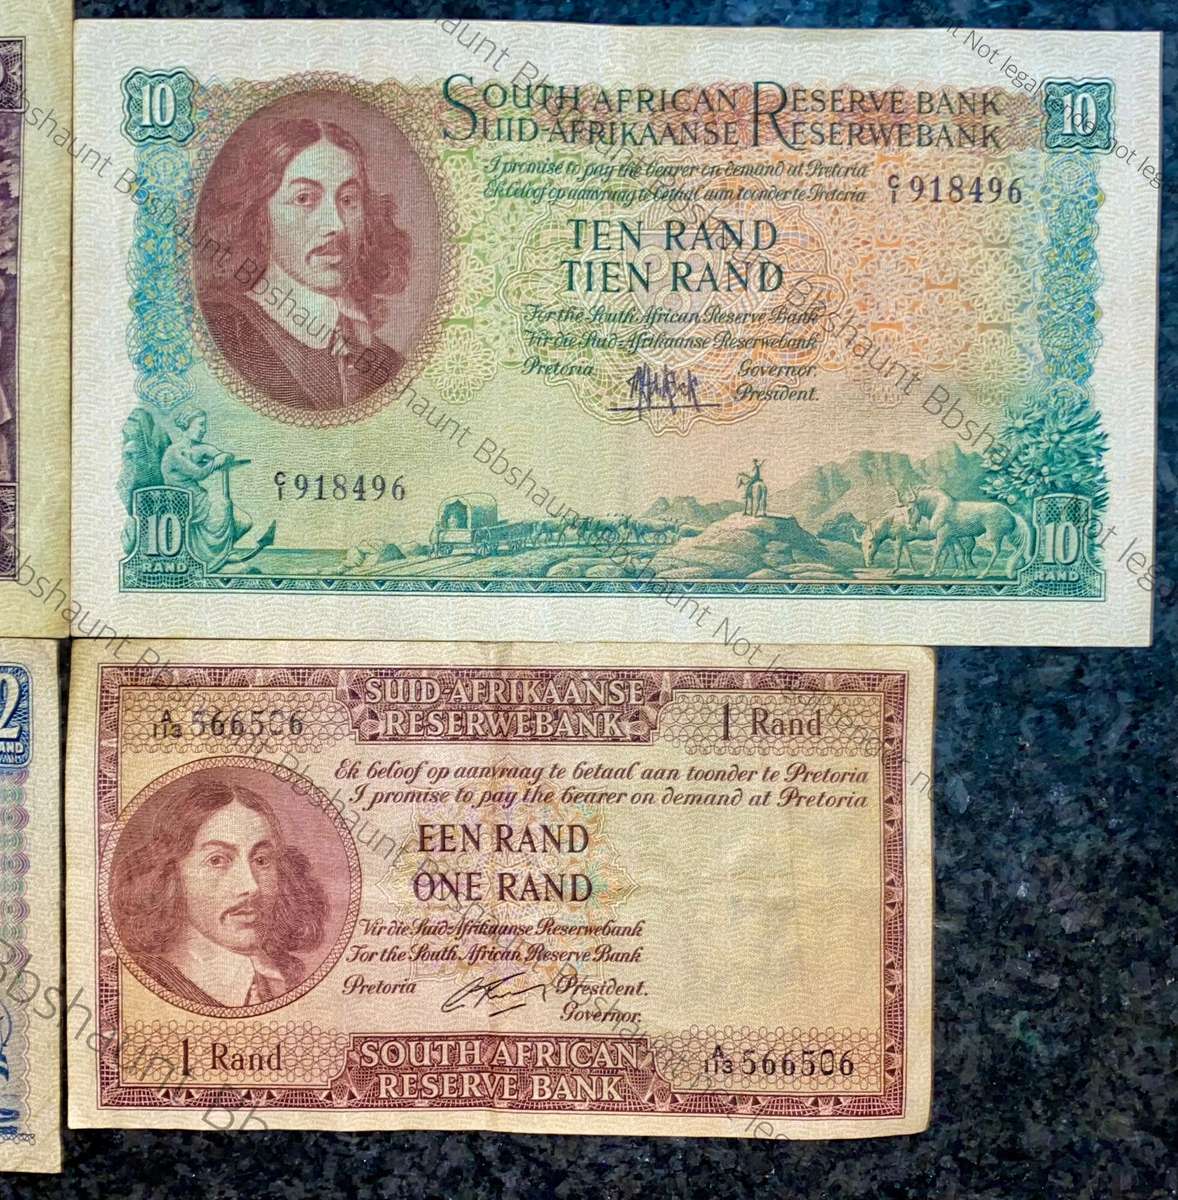 10
SOUTH AFRICAN RESERVE BANK
SUID-AFRIKAANSE RESERWEBANK
10
I promise to pay the bearer on demand at Pretoria
Ek beloof op aanvraag te betaal aan toonder te Pretoria
C/1 918496
TEN RAND
TIEN RAND
For the South African Reserve Bank
Vir die Suid-Afrikaanse Reserwebank
Pretoria
Governor.
President.
C/1 918496
10
RAND
10
RAND
2
RAND
SUID-AFRIKAANSE
RESERWEBANK
A/113 566506
1 Rand
Ek beloof op aanvraag te betaal aan toonder te Pretoria
I promise to pay the bearer on demand at Pretoria
EEN RAND
ONE RAND
Vir die Suid-Afrikaanse Reserwebank
For the South African Reserve Bank
Pretoria
President.
Governor.
1 Rand
SOUTH AFRICAN
RESERVE BANK
A/113 566506
Bbshaunt Bbshaunt Bbshaunt Not legal